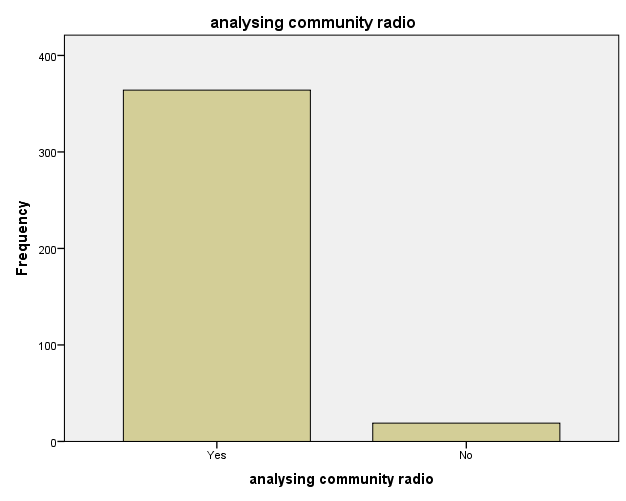 analysing community radio
Frequency
400
300
200
100
0
Yes No
analysing community radio